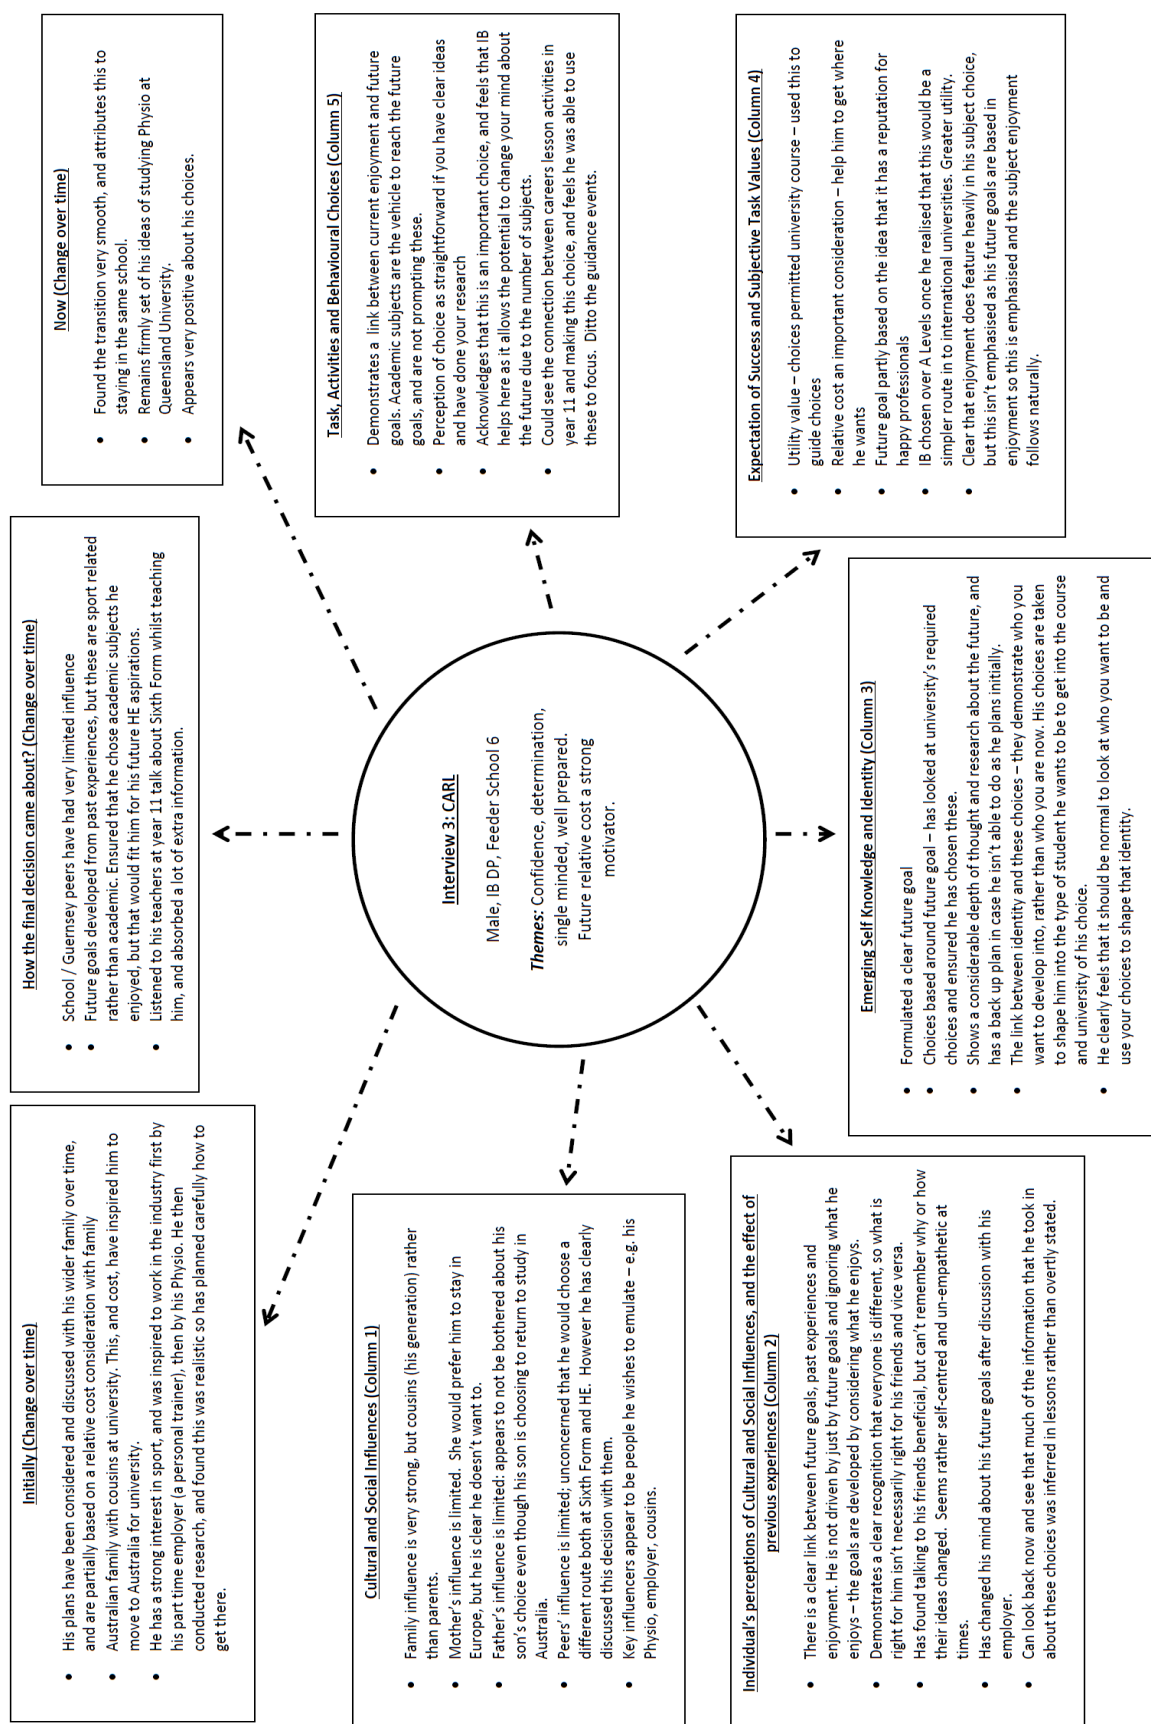 Initially (Change over time)
• His plans have been considered and discussed with his wider family over time,
and are partially based on a relative cost consideration with family
• Australian family with cousins at university. This, and cost, have inspired him to
move to Australia for university.
• He has a strong interest in sport, and was inspired to work in the industry first by
his part time employer (a personal trainer), then by his Physio. He then
conducted research, and found this was realistic so has planned carefully how to
get there.
How the final decision came about? (Change over time)
• School / Guernsey peers have had very limited influence
• Future goals developed from past experiences, but these are sport related
rather than academic. Ensured that he chose academic subjects he
enjoyed, but that would fit him for his future HE aspirations.
• Listened to his teachers at year 11 talk about Sixth Form whilst teaching
him, and absorbed a lot of extra information.
Now (Change over time)
• Found the transition very smooth, and attributes this to
staying in the same school.
• Remains firmly set of his ideas of studying Physio at
Queensland University.
• Appears very positive about his choices.
Cultural and Social Influences (Column 1)
• Family influence is very strong, but cousins (his generation) rather
than parents.
• Mother's influence is limited. She would prefer him to stay in
Europe, but he is clear he doesn't want to.
• Father's influence is limited: appears to not be bothered about his
son's choice even though his son is choosing to return to study in
Australia.
• Peers' influence is limited; unconcerned that he would choose a
different route both at Sixth Form and HE. However he has clearly
discussed this decision with them.
• Key influencers appear to be people he wishes to emulate – e.g. his
Physio, employer, cousins.
Interview 3: CARL
Male, IB DP, Feeder School 6
Themes: Confidence, determination,
single minded, well prepared.
Future relative cost a strong
motivator.
Task, Activities and Behavioural Choices (Column 5)
• Demonstrates a link between current enjoyment and future
goals. Academic subjects are the vehicle to reach the future
goals, and are not prompting these.
• Perception of choice as straightforward if you have clear ideas
and have done your research
• Acknowledges that this is an important choice, and feels that IB
helps here as it allows the potential to change your mind about
the future due to the number of subjects.
• Could see the connection between careers lesson activities in
year 11 and making this choice, and feels he was able to use
these to focus. Ditto the guidance events.
Individual's perceptions of Cultural and Social Influences, and the effect of
previous experiences (Column 2)
• There is a clear link between future goals, past experiences and
enjoyment. He is not driven by just by future goals and ignoring what he
enjoys – the goals are developed by considering what he enjoys.
• Demonstrates a clear recognition that everyone is different, so what is
right for him isn't necessarily right for his friends and vice versa.
• Has found talking to his friends beneficial, but can't remember why or how
their ideas changed. Seems rather self-centred and un-empathetic at
times.
• Has changed his mind about his future goals after discussion with his
employer.
• Can look back now and see that much of the information that he took in
about these choices was inferred in lessons rather than overtly stated.
Emerging Self Knowledge and Identity (Column 3)
• Formulated a clear future goal
• Choices based around future goal – has looked at university's required
choices and ensured he has chosen these.
• Shows a considerable depth of thought and research about the future, and
has a back up plan in case he isn't able to do as he plans initially.
• The link between identity and these choices – they demonstrate who you
want to develop into, rather than who you are now. His choices are taken
to shape him into the type of student he wants to be to get into the course
and university of his choice.
• He clearly feels that it should be normal to look at who you want to be and
use your choices to shape that identity.
Expectation of Success and Subjective Task Values (Column 4)
• Utility value – choices permitted university course – used this to
guide choices
• Relative cost an important consideration – help him to get where
he wants
• Future goal partly based on the idea that it has a reputation for
happy professionals
• IB chosen over A Levels once he realised that this would be a
simpler route in to international universities. Greater utility.
• Clear that enjoyment does feature heavily in his subject choice,
but this isn't emphasised as his future goals are based in
enjoyment so this is emphasised and the subject enjoyment
follows naturally.